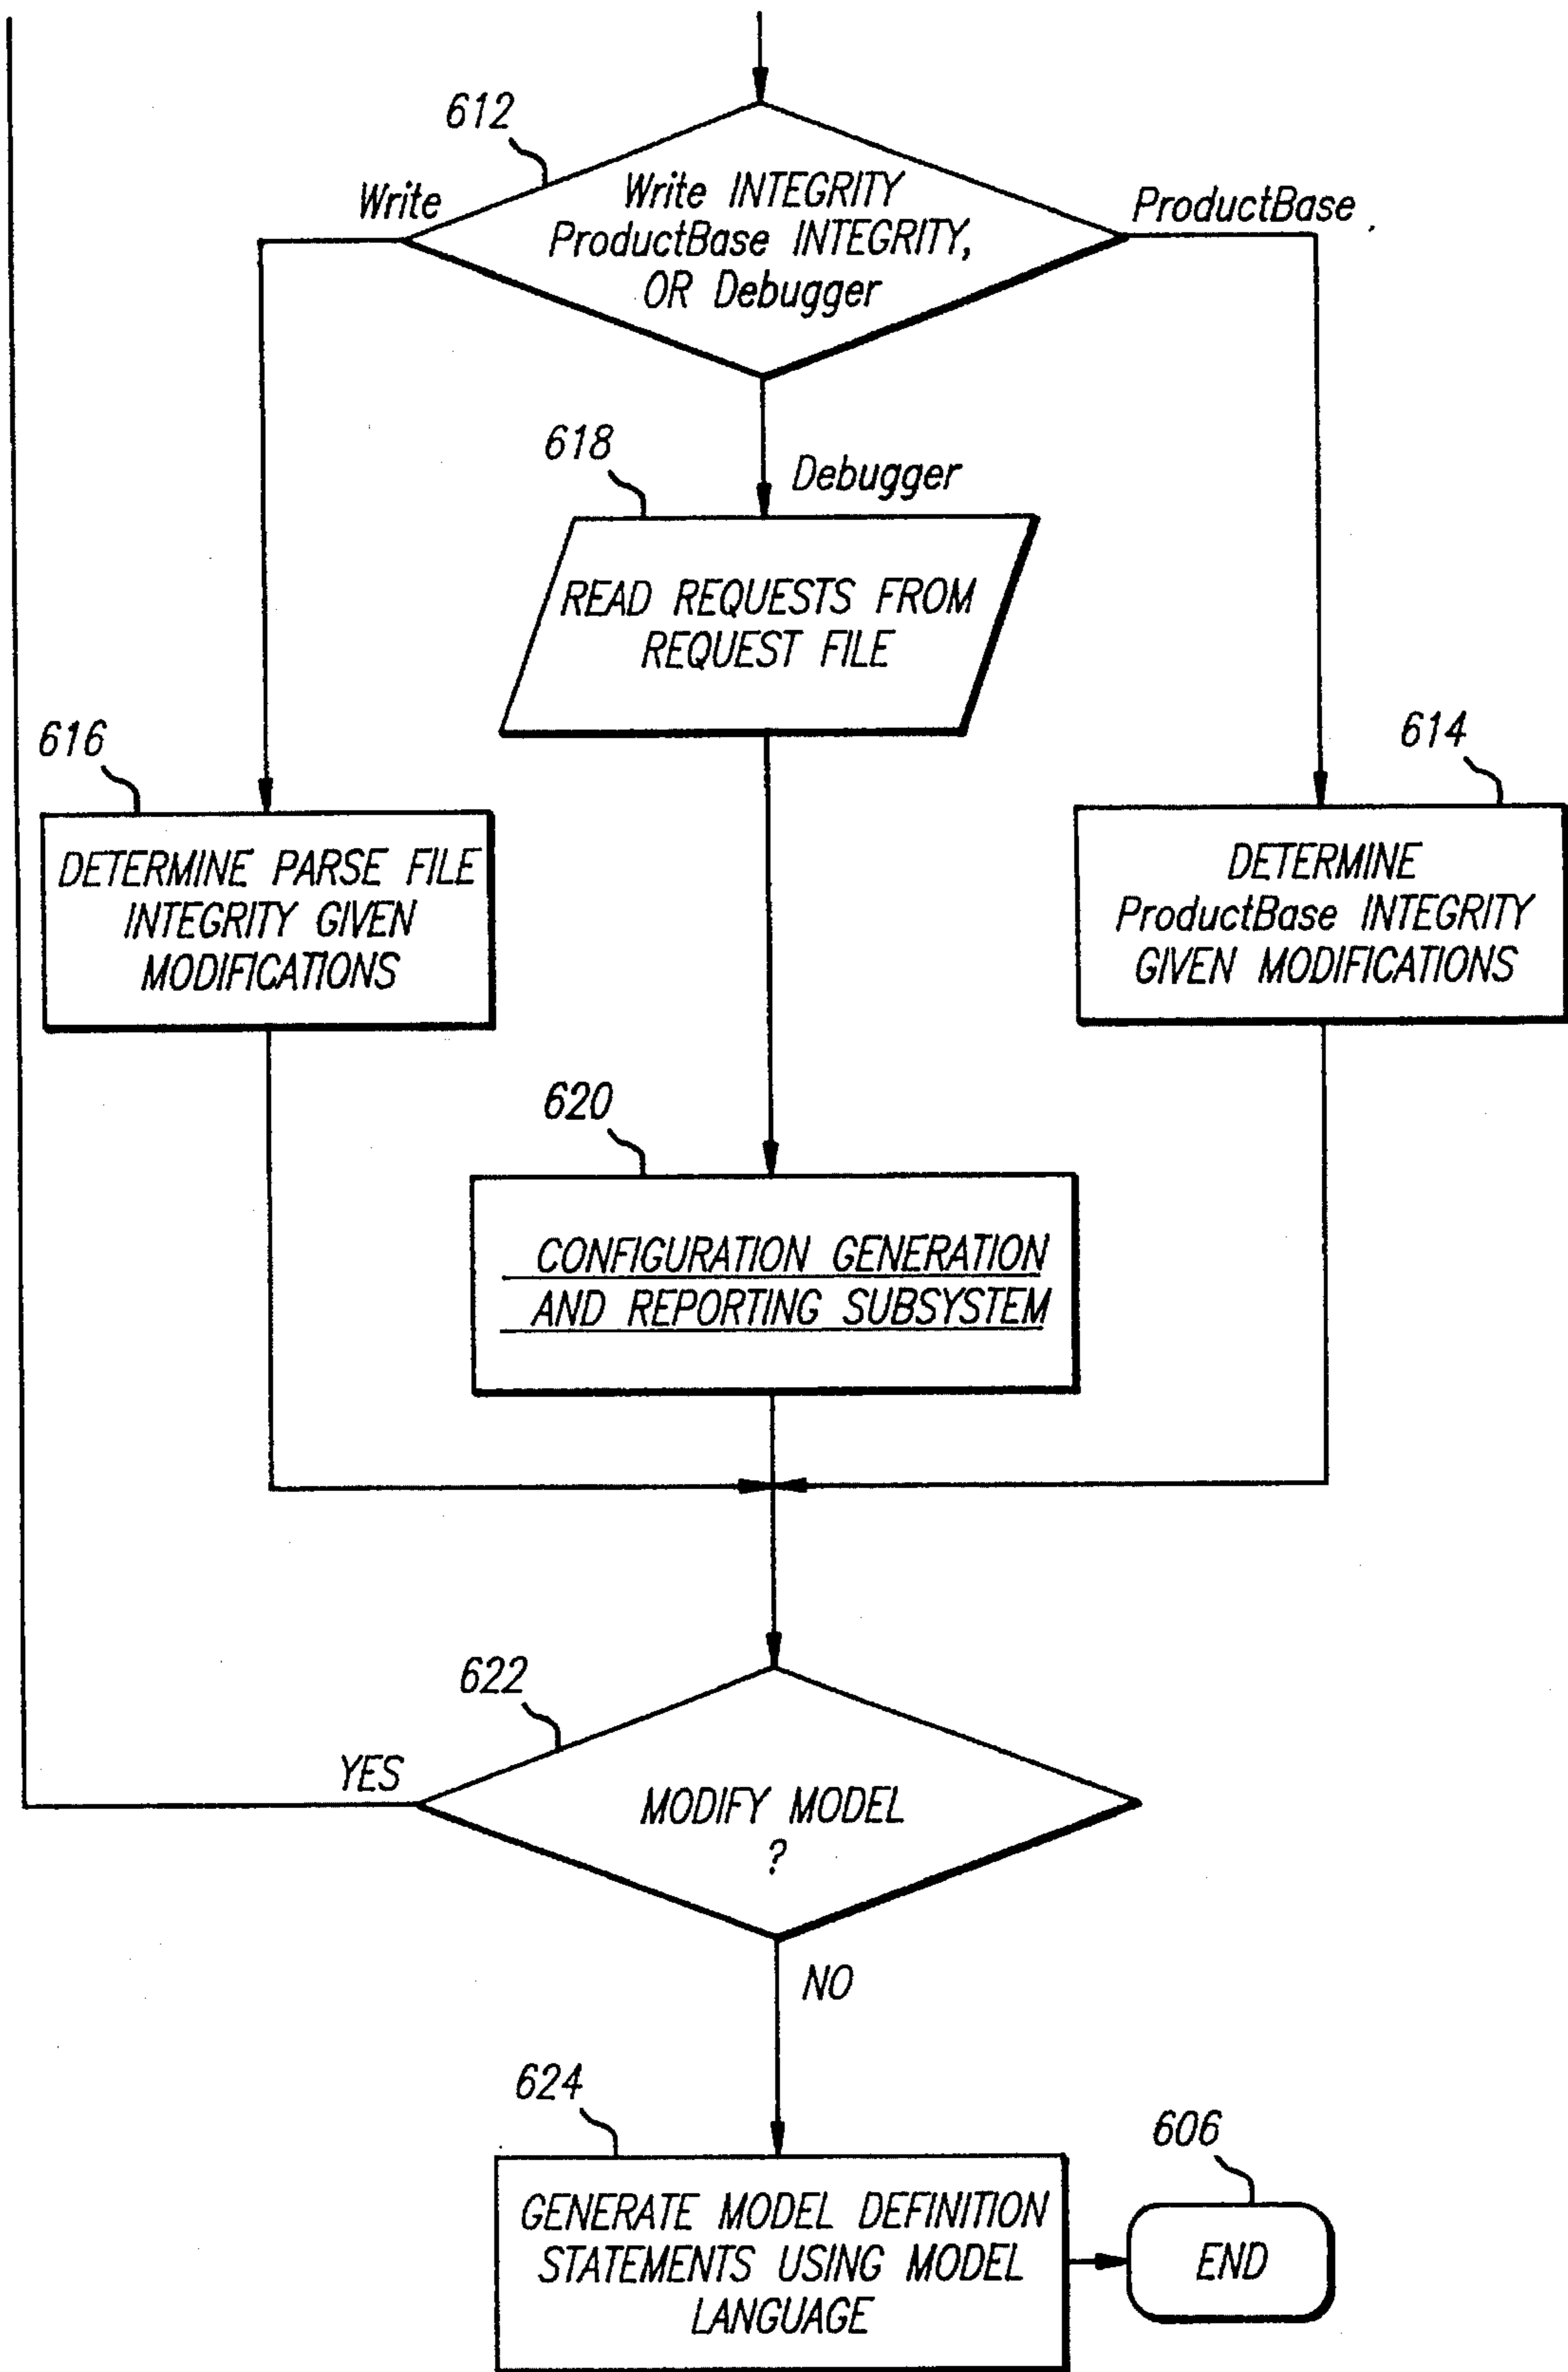 612
Write
Write INTEGRITY
ProductBase INTEGRITY,
OR Debugger
ProductBase
618
Debugger
READ REQUESTS FROM
REQUEST FILE
616
DETERMINE PARSE FILE
INTEGRITY GIVEN
MODIFICATIONS
614
DETERMINE
ProductBase INTEGRITY
GIVEN MODIFICATIONS
620
CONFIGURATION GENERATION
AND REPORTING SUBSYSTEM
622
YES
MODIFY MODEL
?
NO
624
GENERATE MODEL DEFINITION
STATEMENTS USING MODEL
LANGUAGE
606
END